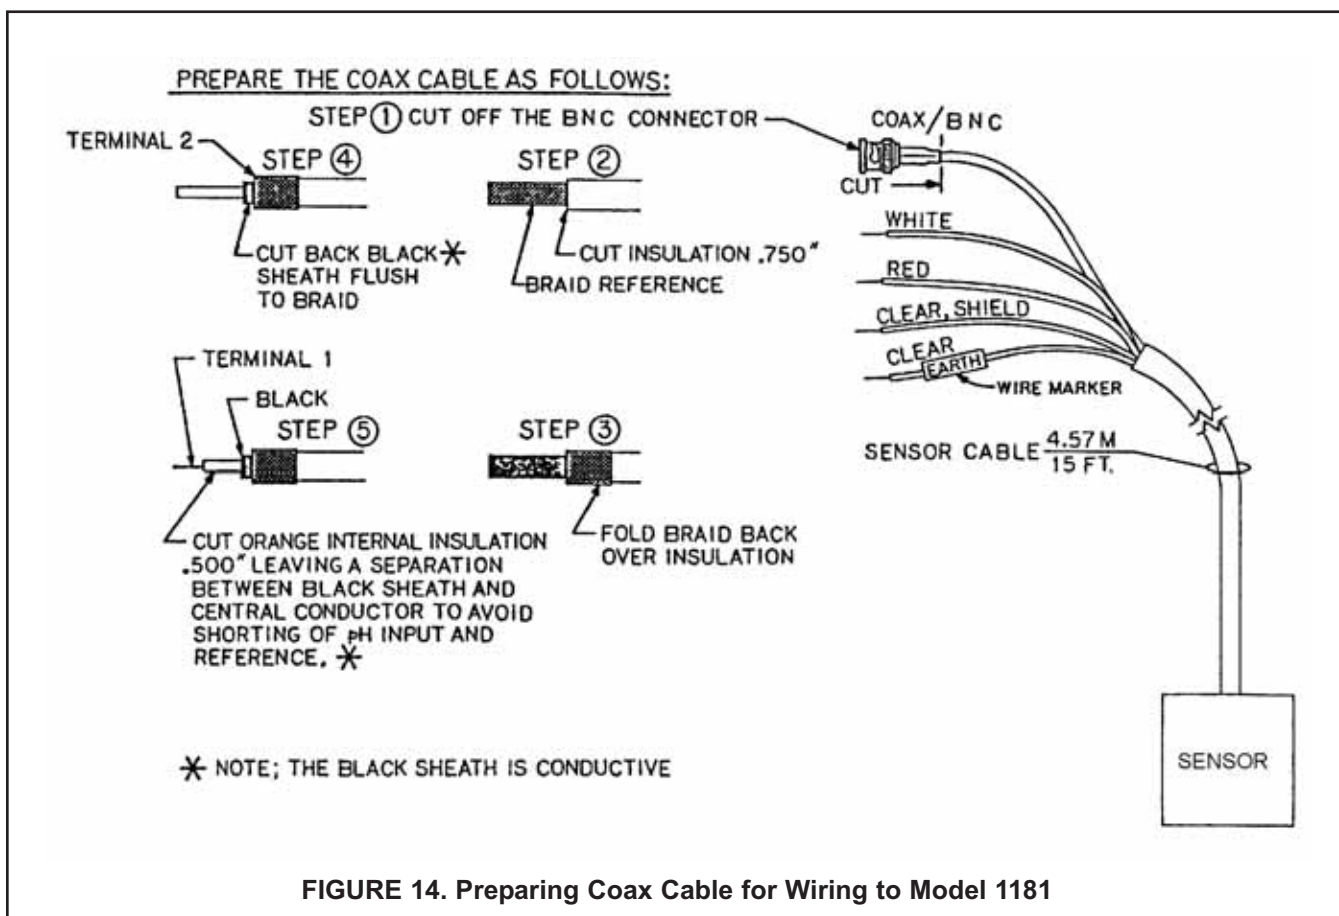 PREPARE THE COAX CABLE AS FOLLOWS:
STEP 1 CUT OFF THE BNC CONNECTOR
COAX/BNC
CUT
TERMINAL 2
STEP 4
CUT BACK BLACK *
SHEATH FLUSH
TO BRAID
STEP 2
CUT INSULATION .750"
BRAID REFERENCE
WHITE
RED
CLEAR, SHIELD
CLEAR
EARTH
WIRE MARKER
TERMINAL 1
BLACK
STEP 5
CUT ORANGE INTERNAL INSULATION
.500" LEAVING A SEPARATION
BETWEEN BLACK SHEATH AND
CENTRAL CONDUCTOR TO AVOID
SHORTING OF pH INPUT AND
REFERENCE. *
STEP 3
FOLD BRAID BACK
OVER INSULATION
SENSOR CABLE 4.57 M
15 FT.
SENSOR
* NOTE; THE BLACK SHEATH IS CONDUCTIVE
FIGURE 14. Preparing Coax Cable for Wiring to Model 1181